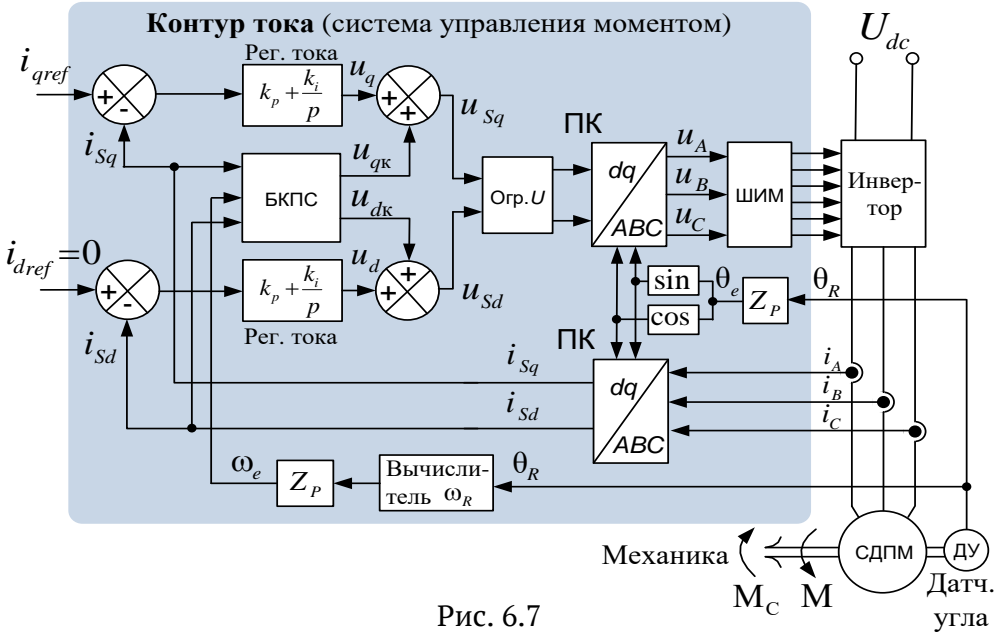 Контур тока (система управления моментом)
U_dc
Рег. тока
i_qref
k_p + k_i/p
u_q
u_Sq
ПК
i_Sq
u_qк
u_A
БКПС
Огр.U
dq
u_B
ШИМ
Инвер-
тор
u_dк
ABC
u_C
i_dref = 0
u_d
k_p + k_i/p
u_Sd
sin
θ_e
Z_P
θ_R
cos
Рег. тока
i_Sd
ПК
i_Sq
dq
i_A
i_B
i_Sd
ABC
i_C
ω_e
Z_P
Вычисли-
тель ω_R
θ_R
Механика
СДПМ
ДУ
M_C
M
Датч.
угла
Рис. 6.7